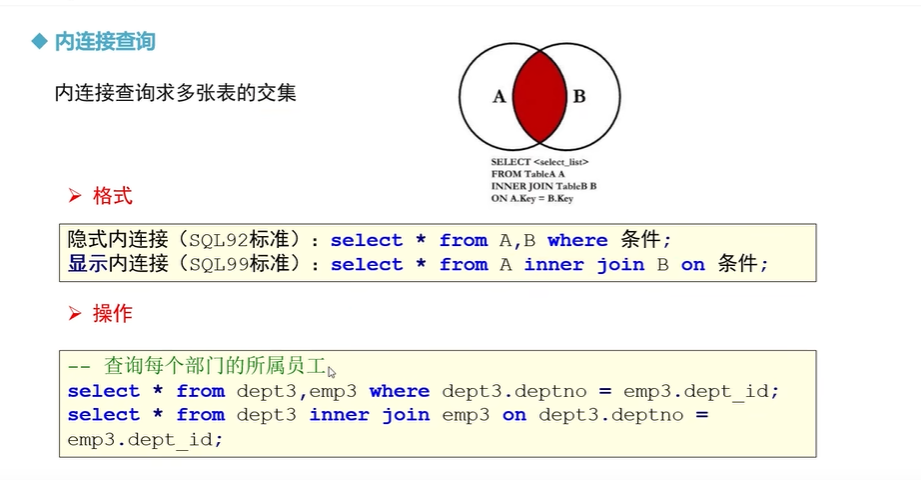 内连接查询
内连接查询求多张表的交集
A B
SELECT <select_list>
FROM TableA A
INNER JOIN TableB B
ON A.Key = B.Key
格式
隐式内连接（SQL92标准）：select * from A,B where 条件;
显示内连接（SQL99标准）：select * from A inner join B on 条件;
操作
-- 查询每个部门的所属员工
select * from dept3,emp3 where dept3.deptno = emp3.dept_id;
select * from dept3 inner join emp3 on dept3.deptno =
emp3.dept_id;